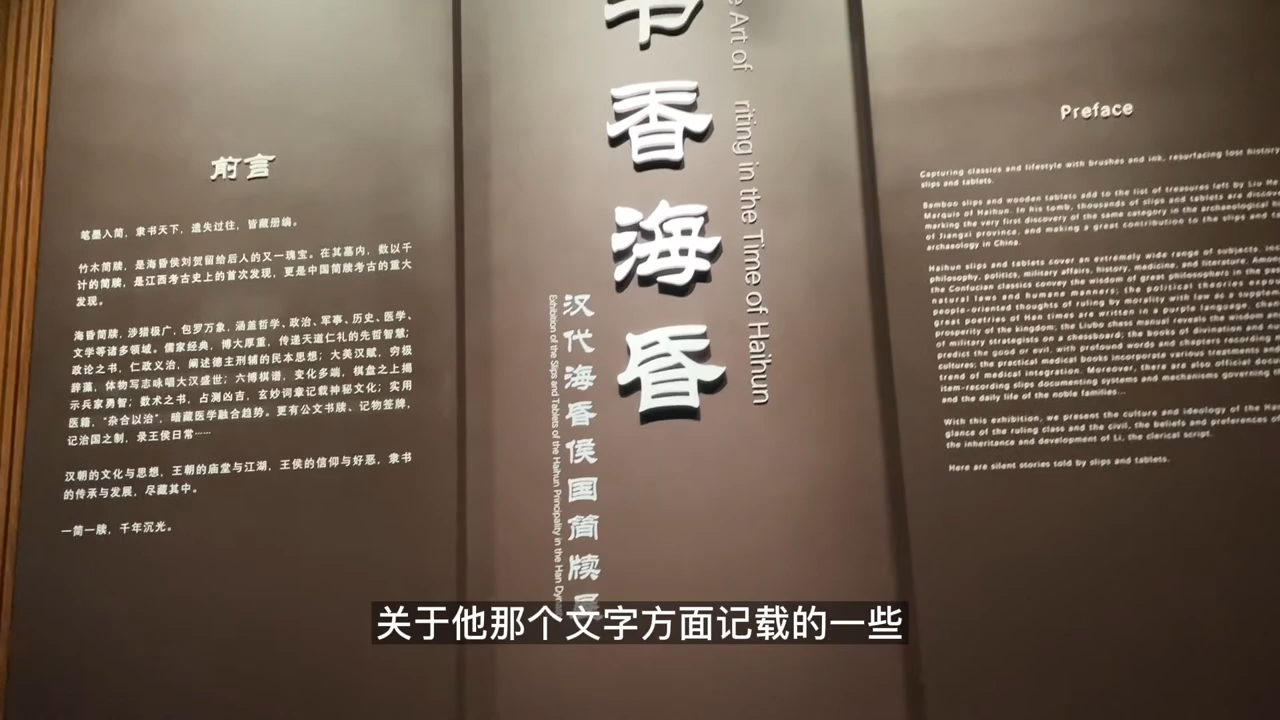 前言
笔墨入简，隶书天下，遗失过往，皆藏册编。
竹木简牍，是海昏侯刘贺留给后人的又一瑰宝。在其墓内，数以千
计的简牍，是江西考古史上的首次发现，更是中国简牍考古的重大
发现。
海昏简牍，涉猎极广，包罗万象，涵盖哲学、政治、军事、历史、医学、
文学等诸多领域。儒家经典，博大厚重，传递天道仁礼的先哲智慧；
政论之书，仁政义治，阐述德主刑辅的民本思想；大美汉赋，穷极
辞藻，体物写志咏唱大汉盛世；六博棋谱，变化多端，棋盘之上揭
示兵家勇智；数术之书，占测凶吉，玄妙词章记载神秘文化；实用
医籍，“杂合以治”，暗藏医学融合趋势。更有公文书牍、记物签牌，
记治国之制，录王侯日常……
汉朝的文化与思想，王朝的庙堂与江湖，王侯的信仰与好恶，隶书
的传承与发展，尽藏其中。
一简一牍，千年沉光。
书香海昏
e Art of riting in the Time of Haihun
汉代海昏侯国简牍展
Exhibition of the Slips and Tablets of the Haihun Principality in the Han Dyna
Preface
Capturing classics and lifestyle with brushes and ink, resurfacing lost history
slips and tablets.
Bamboo slips and wooden tablets add to the list of treasures left by Liu He
Marquis of Haihun. In his tomb, thousands of slips and tablets are discov
marking the very first discovery of the same category in the archaeological h
of Jiangxi province, and making a great contribution to the slips and t
archaeology in China.
Haihun slips and tablets cover an extremely wide range of subjects, inc
philosophy, politics, military affairs, history, medicine, and literature. Amon
the Confucian classics convey the wisdom of great philosophers in the pas
natural laws and humane manners; the political theories expou
people-oriented thoughts of ruling by morality with law as a supplem
great poetries of Han times are written in a purple language, chan
prosperity of the kingdom; the Liubo chess manual reveals the wisdom an
of military strategists on a chessboard; the books of divination and nu
predict the good or evil, with profound words and chapters recording m
cultures; the practical medical books incorporate various treatments and
trend of medical integration. Moreover, there are also official docu
item-recording slips documenting systems and mechanisms governing th
and the daily life of the noble families...
With this exhibition, we present the culture and ideology of the Han
glance of the ruling class and the civil, the beliefs and preferences o
the inheritance and development of Li, the clerical script.
Here are silent stories told by slips and tablets.
关于他那个文字方面记载的一些